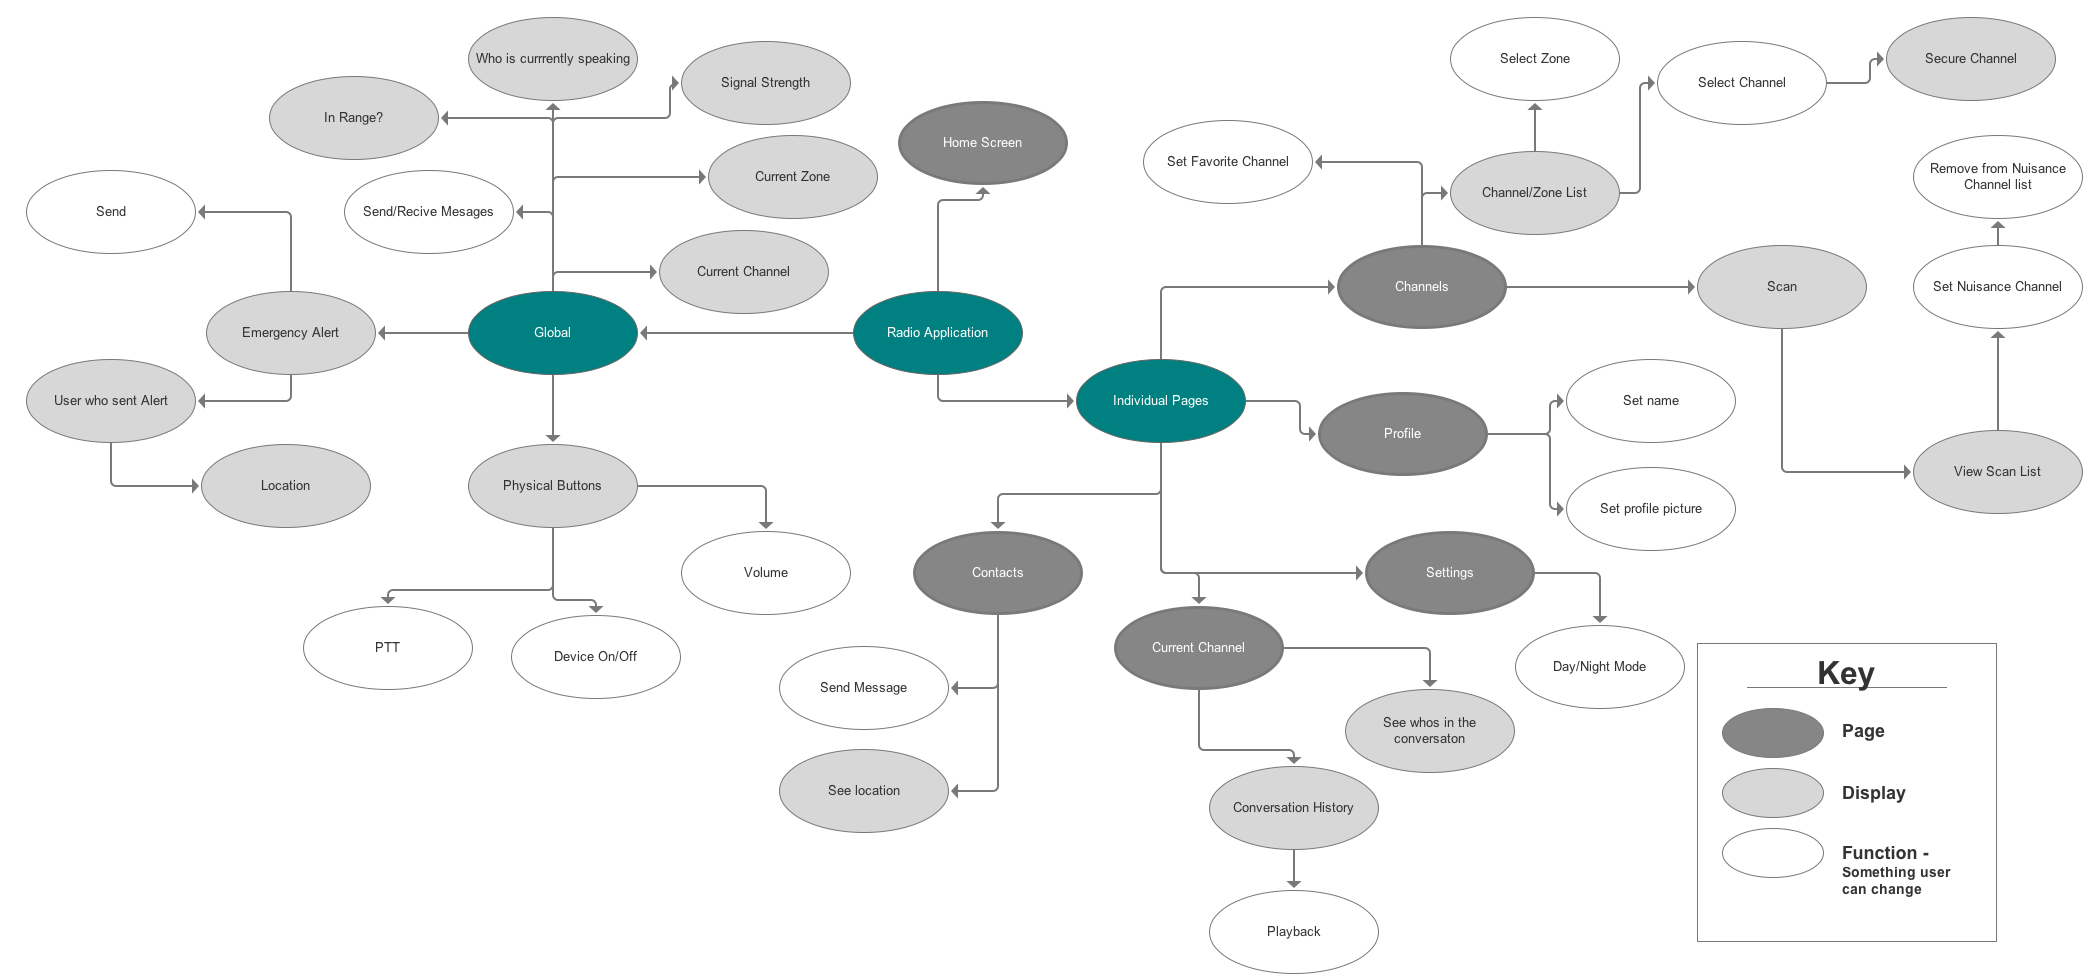 Who is currrently speaking
Signal Strength
In Range?
Current Zone
Send/Recive Mesages
Send
Current Channel
Emergency Alert
Global
Radio Application
Home Screen
User who sent Alert
Location
Physical Buttons
Volume
PTT
Device On/Off
Select Zone
Select Channel
Secure Channel
Set Favorite Channel
Channel/Zone List
Remove from Nuisance
Channel list
Channels
Scan
Set Nuisance Channel
Individual Pages
Profile
Set name
Set profile picture
View Scan List
Contacts
Settings
Current Channel
Day/Night Mode
Send Message
See location
See whos in the
conversaton
Conversation History
Playback
Key
Page
Display
Function -
Something user
can change